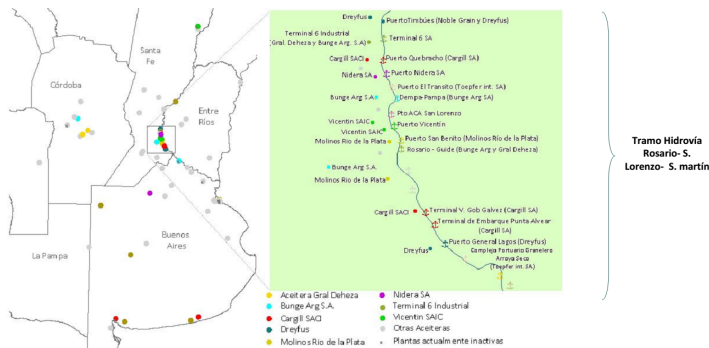 Santa
Fe
Córdoba
Entre
Ríos
Buenos
Aires
La Pampa
Dreyfus
PuertoTimbúes (Noble Grain y Dreyfus)
Terminal 6 Industrial
(Gral. Deheza y Bunge Arg. S.A)
Terminal 6 SA
Cargill SACI
Puerto Quebracho (Cargill SA)
Nidera SA
Puerto Nidera SA
Puerto El Transito (Toepfer int. SA)
Bunge Arg S.A
Dempa-Pampa (Bunge Arg SA)
Pto ACA San Lorenzo
Vicentin SAIC
Puerto Vicentín
Vicentin SAIC
Molinos Río de la Plata
Puerto San Benito (Molinos Río de la Plata)
Rosario - Guide (Bunge Arg y Gral Deheza)
Bunge Arg S.A.
Molinos Río de la Plata
Cargill SACI
Terminal V. Gob Galvez (Cargill SA)
Terminal de Embarque Punta Alvear
(Cargill SA)
Puerto General Lagos (Dreyfus)
Dreyfus
Complejo Portuario Granelero
Arroyo Seco
(Toepfer int. SA)
Tramo Hidrovía
Rosario- S.
Lorenzo- S. martín
Aceitera Gral Deheza
Bunge Arg S.A.
Cargill SACI
Dreyfus
Molinos Río de la Plata
Nidera SA
Terminal 6 Industrial
Vicentin SAIC
Otras Aceiteras
Plantas actualmente inactivas